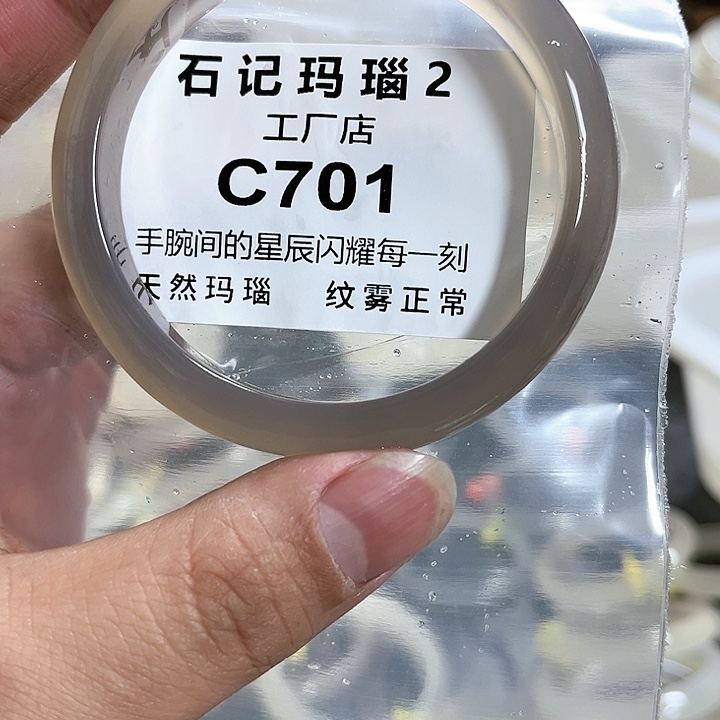 石记玛瑙2
工厂店
C701
手腕间的星辰闪耀每一刻
天然玛瑙 纹雾正常